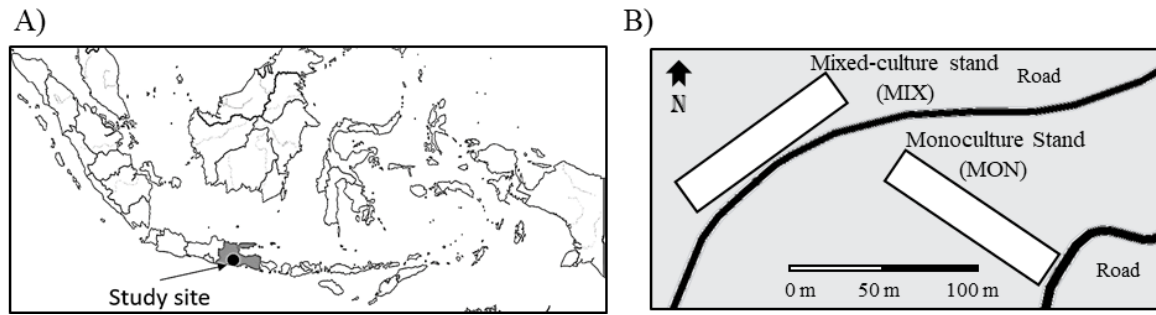 A)
Study site
B)
Mixed-culture stand
(MIX)
Road
N
Monoculture Stand
(MON)
Road
0 m 50 m 100 m